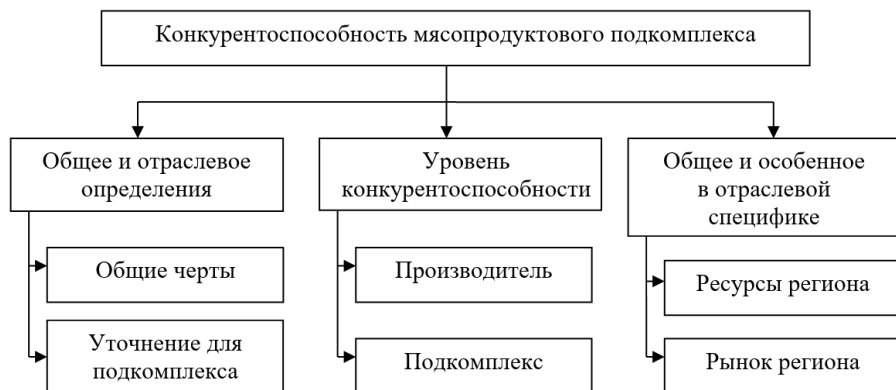 Конкурентоспособность мясопродуктового подкомплекса
Общее и отраслевое
определения
Общие черты
Уточнение для
подкомплекса
Уровень
конкурентоспособности
Производитель
Подкомплекс
Общее и особенное
в отраслевой
специфике
Ресурсы региона
Рынок региона